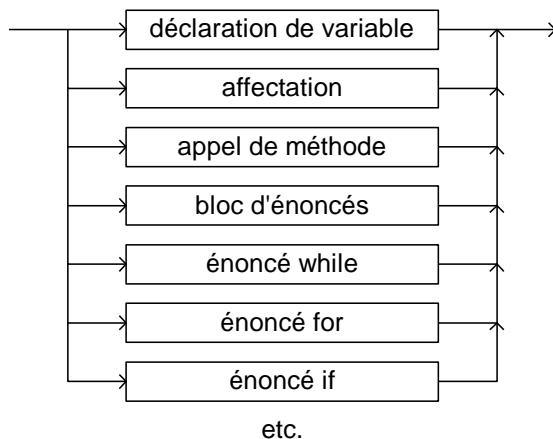 déclaration de variable
affectation
appel de méthode
bloc d'énoncés
énoncé while
énoncé for
énoncé if
etc.